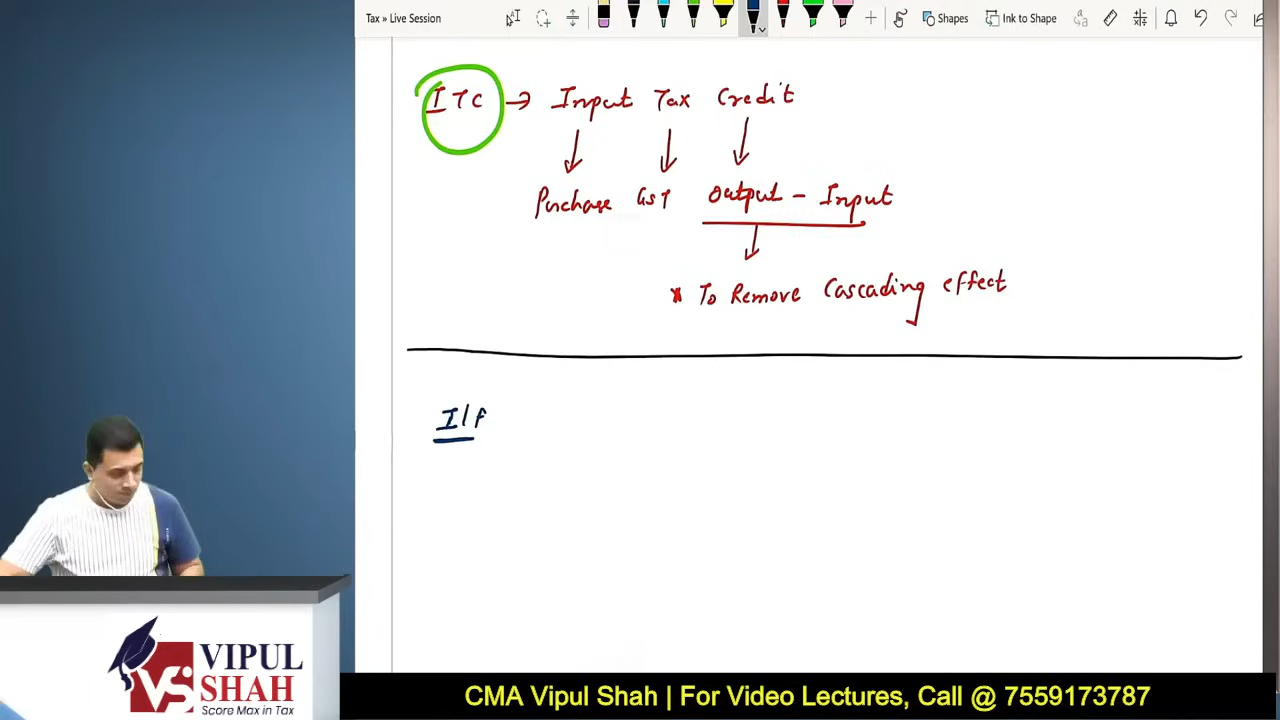 Tax » Live Session
Shapes
Ink to Shape
ITC → Input Tax Credit
Purchase GST Output - Input
* To Remove Cascading effect
I/P
VIPUL
SHAH
Score Max in Tax
CMA Vipul Shah | For Video Lectures, Call @ 7559173787